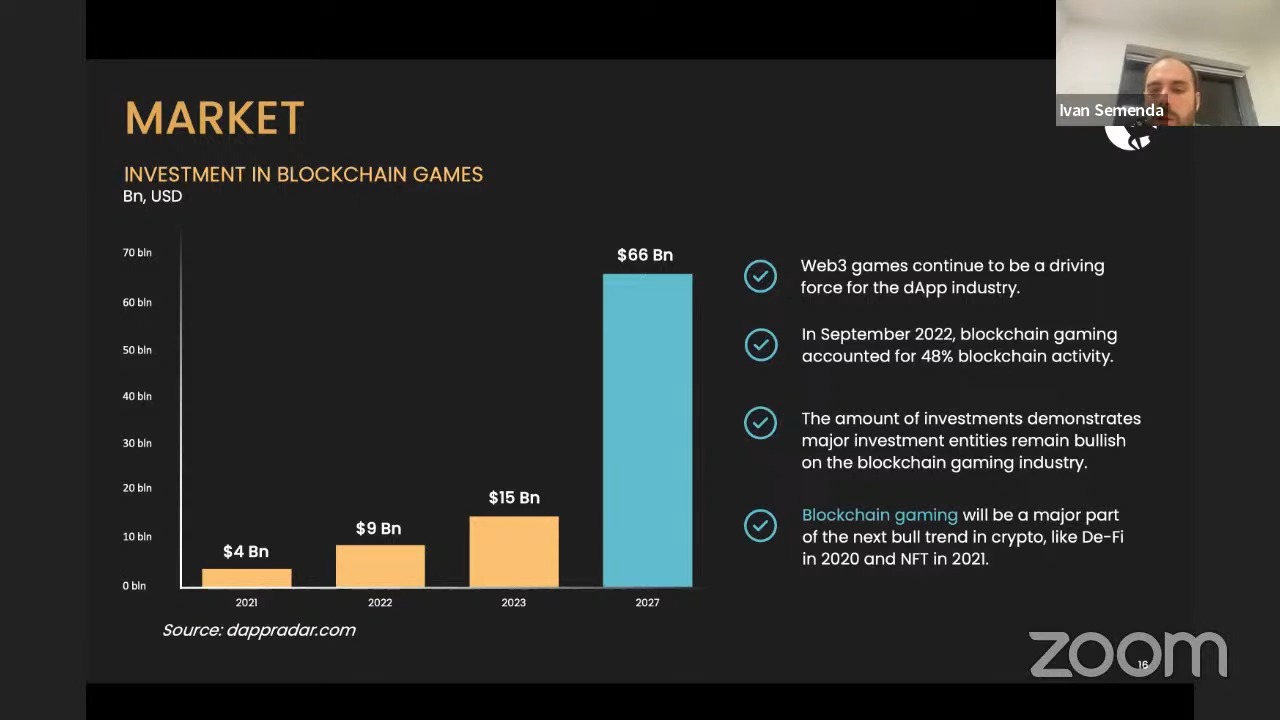 Ivan Semenda
MARKET
INVESTMENT IN BLOCKCHAIN GAMES
Bn, USD
70 bln
60 bln
50 bln
40 bln
30 bln
20 bln
10 bln
0 bln
$4 Bn
$9 Bn
$15 Bn
$66 Bn
2021
2022
2023
2027
Source: dappradar.com
Web3 games continue to be a driving
force for the dApp industry.
In September 2022, blockchain gaming
accounted for 48% blockchain activity.
The amount of investments demonstrates
major investment entities remain bullish
on the blockchain gaming industry.
Blockchain gaming will be a major part
of the next bull trend in crypto, like De-Fi
in 2020 and NFT in 2021.
zoom
16